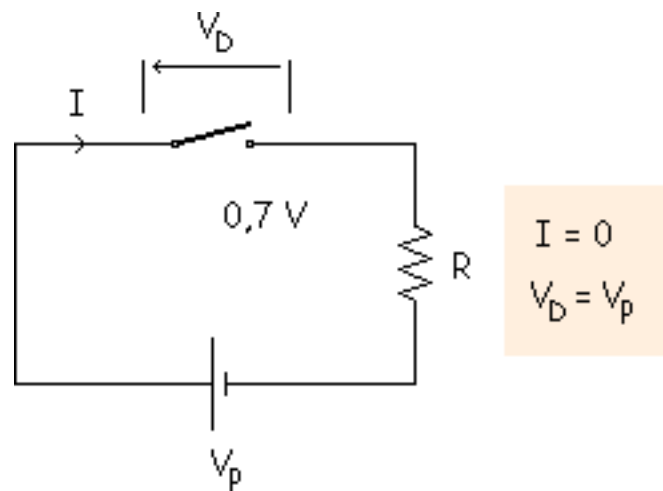 V_D
I
0,7 V
R
I = 0
V_D = V_p
V_p